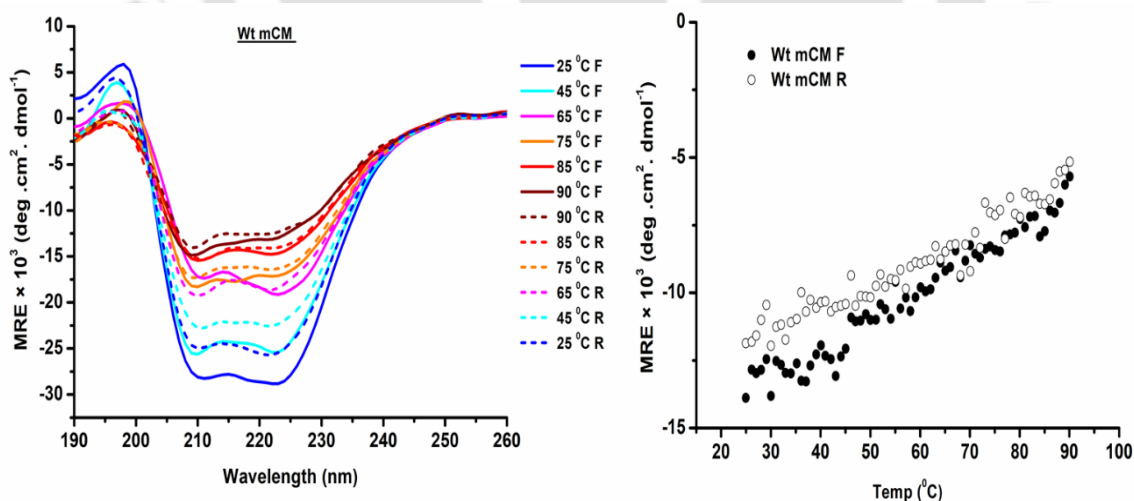 Wt mCM
MRE × 10³ (deg .cm². dmol⁻¹)
10
5
0
-5
-10
-15
-20
-25
-30
190 200 210 220 230 240 250 260
Wavelength (nm)
25 ⁰C F
45 ⁰C F
65 ⁰C F
75 ⁰C F
85 ⁰C F
90 ⁰C F
90 ⁰C R
85 ⁰C R
75 ⁰C R
65 ⁰C R
45 ⁰C R
25 ⁰C R
MRE × 10³ (deg .cm². dmol⁻¹)
0
-5
-10
-15
Wt mCM F
Wt mCM R
20 30 40 50 60 70 80 90 100
Temp (⁰C)